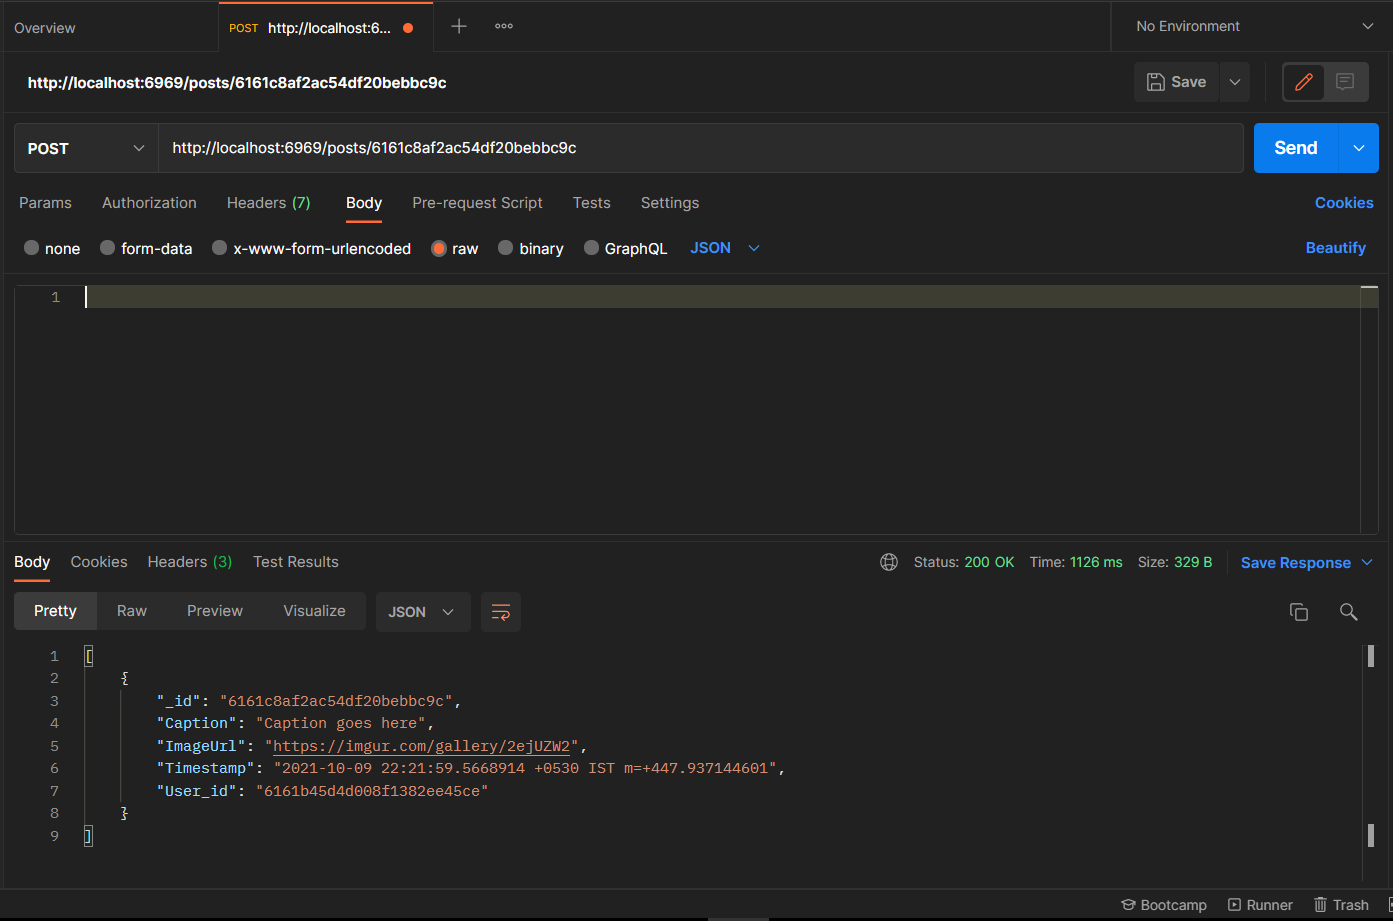 Overview
POST http://localhost:6...
No Environment
http://localhost:6969/posts/6161c8af2ac54df20bebbc9c
Save
POST http://localhost:6969/posts/6161c8af2ac54df20bebbc9c Send
Params Authorization Headers (7) Body Pre-request Script Tests Settings Cookies
none form-data x-www-form-urlencoded raw binary GraphQL JSON Beautify
1
Body Cookies Headers (3) Test Results Status: 200 OK Time: 1126 ms Size: 329 B Save Response
Pretty Raw Preview Visualize JSON
1 [
2 {
3 "_id": "6161c8af2ac54df20bebbc9c",
4 "Caption": "Caption goes here",
5 "ImageUrl": "https://imgur.com/gallery/2ejUZW2",
6 "Timestamp": "2021-10-09 22:21:59.5668914 +0530 IST m=+447.937144601",
7 "User_id": "6161b45d4d008f1382ee45ce"
8 }
9 ]
Bootcamp Runner Trash